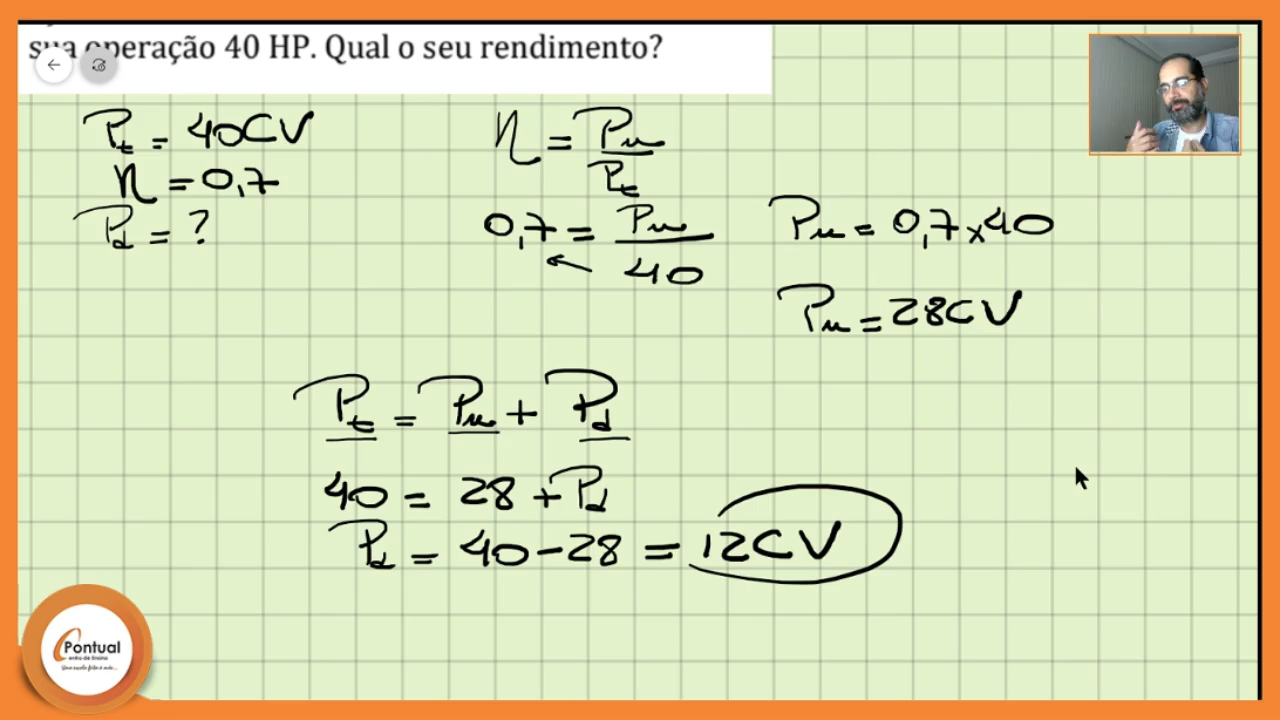 sua operação 40 HP. Qual o seu rendimento?
Pt = 40CV
η = 0,7
Pd = ?
η = Pu/Pt
0,7 = Pu/40
Pu = 0,7x40
Pu = 28CV
Pt = Pu + Pd
40 = 28 + Pd
Pd = 40-28 = 12CV
Pontual